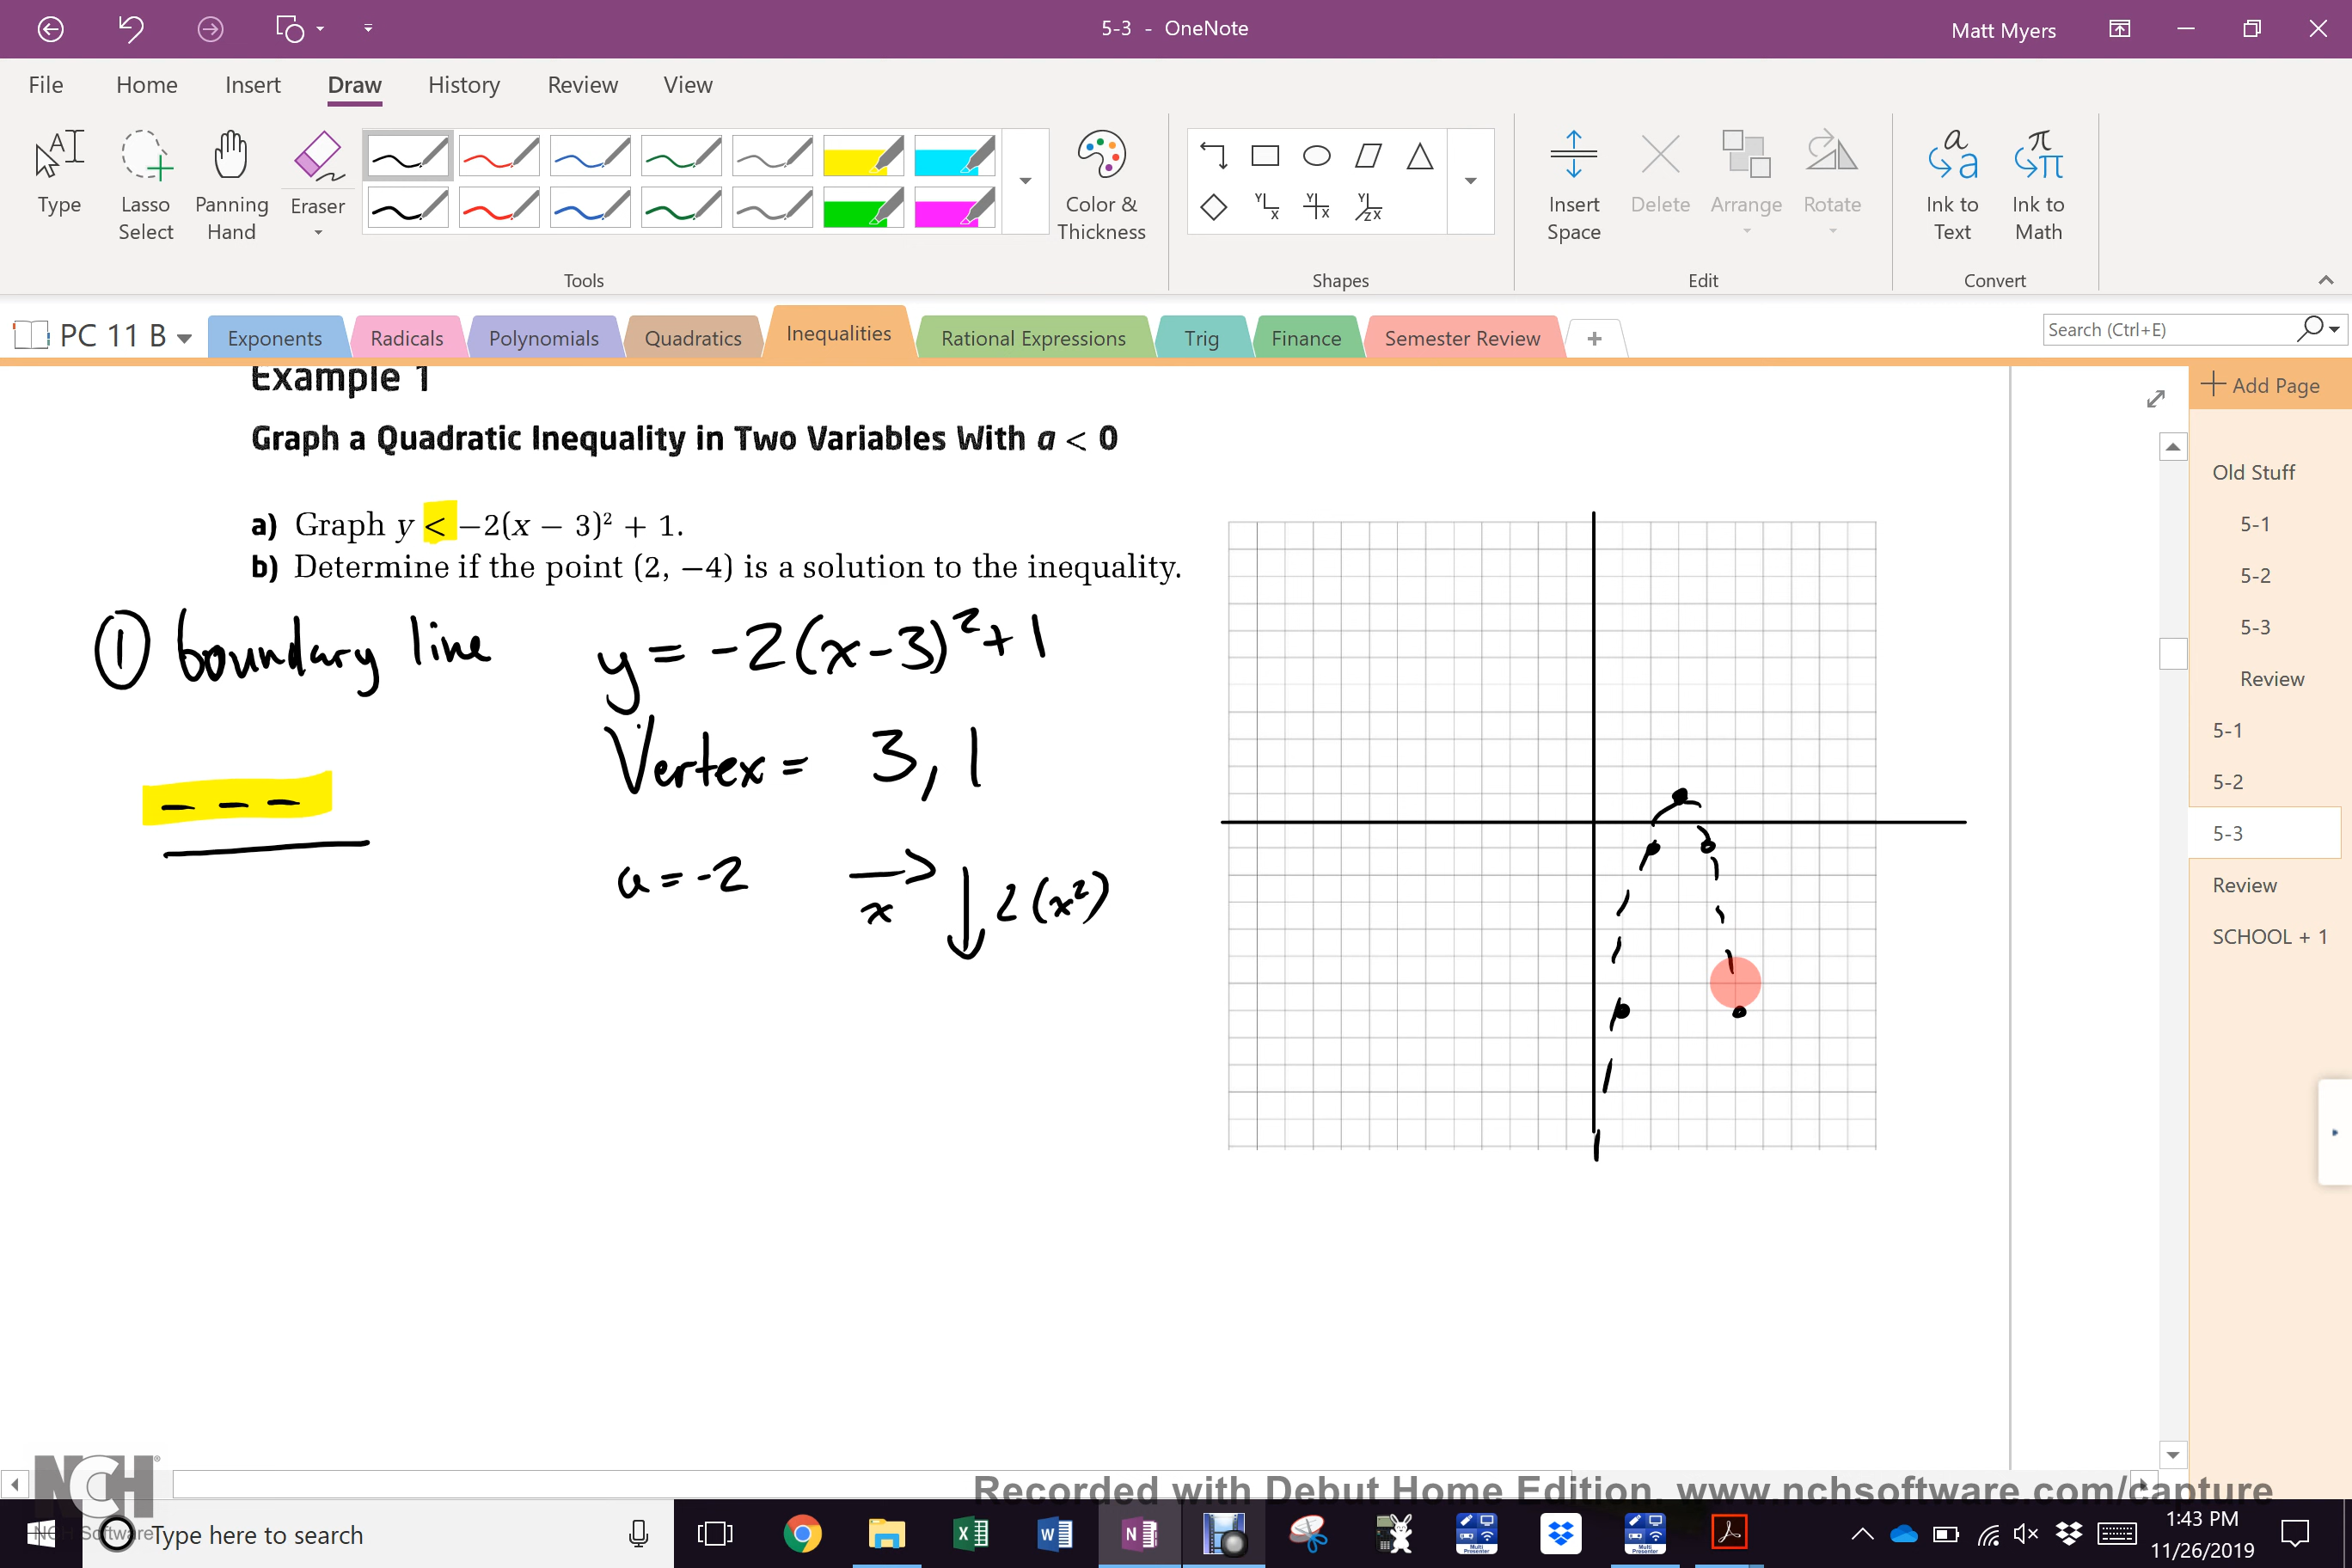 5-3 - OneNote
Matt Myers
File Home Insert Draw History Review View
Type
Lasso Select
Panning Hand
Eraser
Color & Thickness
Insert Space
Delete
Arrange
Rotate
Ink to Text
Ink to Math
Tools
Shapes
Edit
Convert
PC 11 B
Exponents Radicals Polynomials Quadratics Inequalities Rational Expressions Trig Finance Semester Review +
Search (Ctrl+E)
Add Page
Old Stuff
5-1
5-2
5-3
Review
5-1
5-2
5-3
Review
SCHOOL + 1
Example 1
Graph a Quadratic Inequality in Two Variables With a < 0
a) Graph y < −2(x − 3)² + 1.
b) Determine if the point (2, −4) is a solution to the inequality.
① boundary line y = -2(x-3)²+1
Vertex = 3, 1
a = -2 x 2(x²)
NCH®
NCH Software
Recorded with Debut Home Edition. www.nchsoftware.com/capture
Type here to search
1:43 PM
11/26/2019